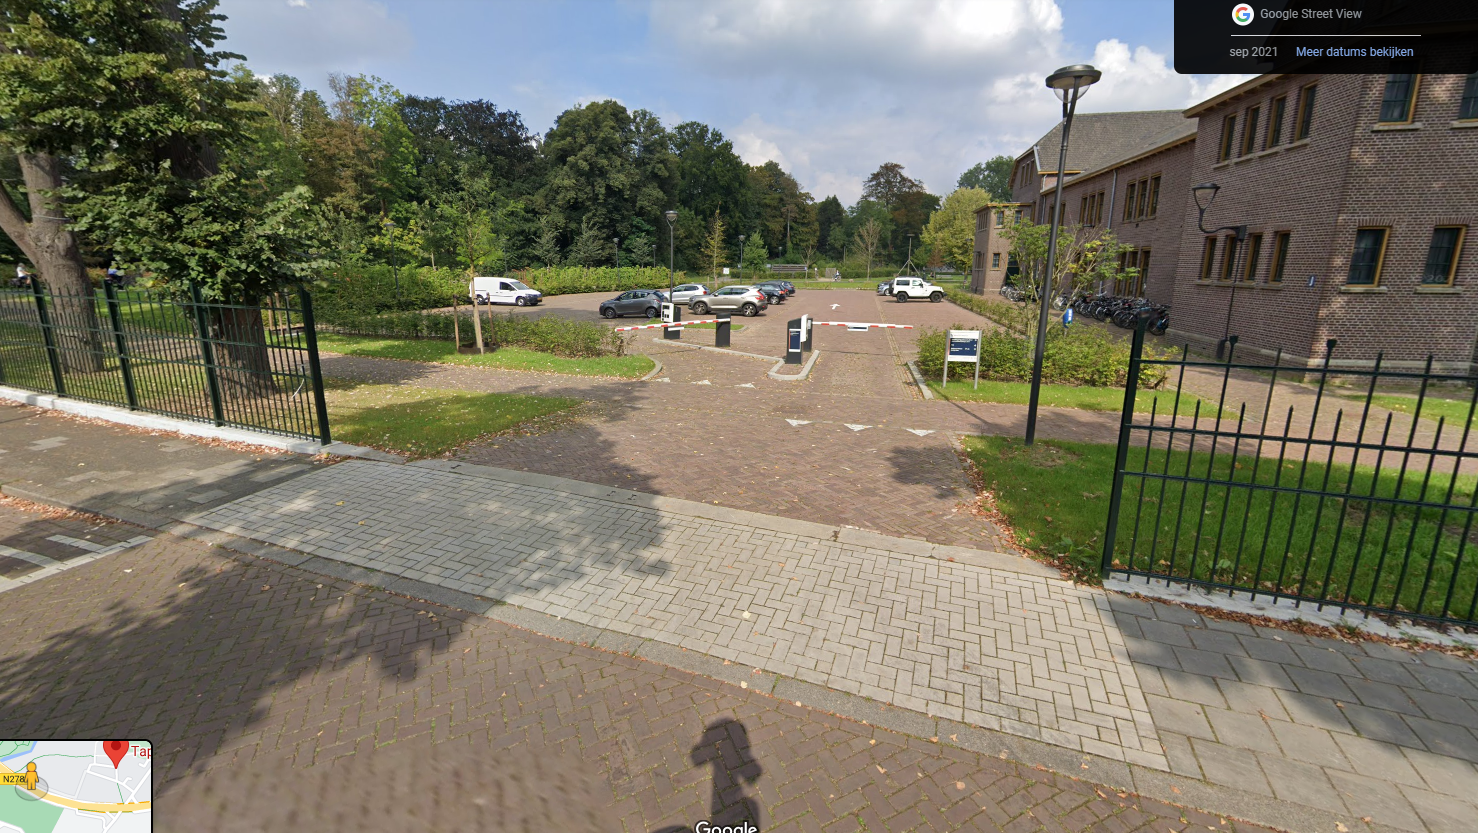 Google Street View
sep 2021 Meer datums bekijken
N278
Tap
Google